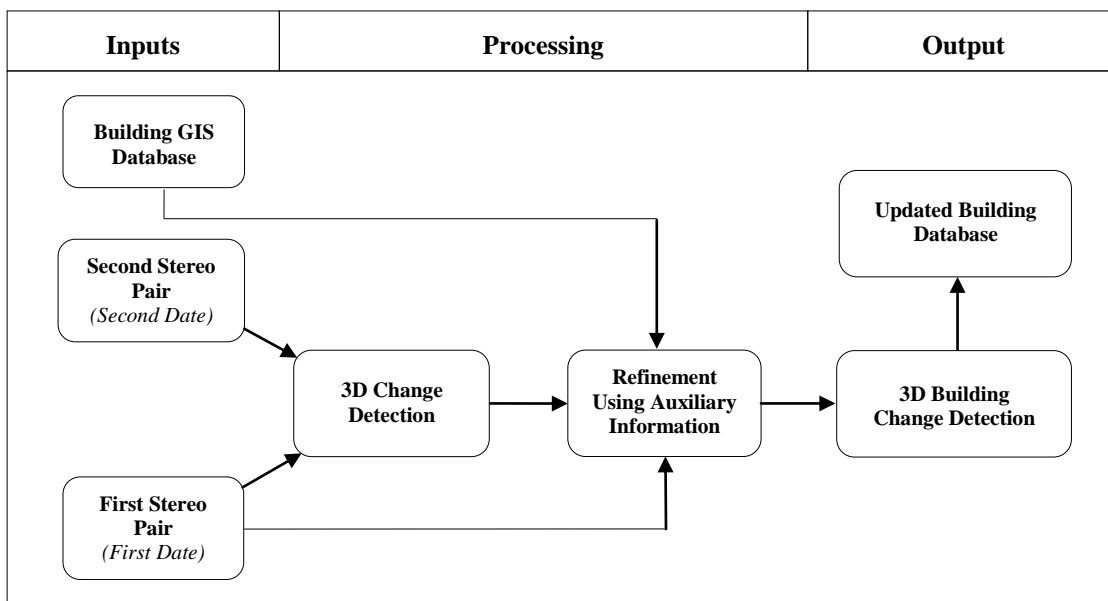 Inputs
Processing
Output
Building GIS
Database
Updated Building
Database
Second Stereo
Pair
(Second Date)
3D Change
Detection
Refinement
Using Auxiliary
Information
3D Building
Change Detection
First Stereo
Pair
(First Date)